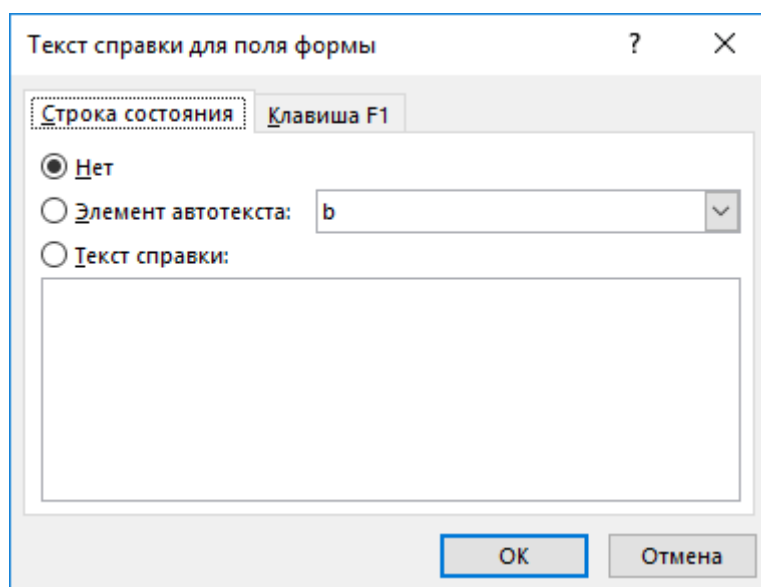 Текст справки для поля формы ?
Строка состояния Клавиша F1
Нет
Элемент автотекста: b
Текст справки:
OK Отмена